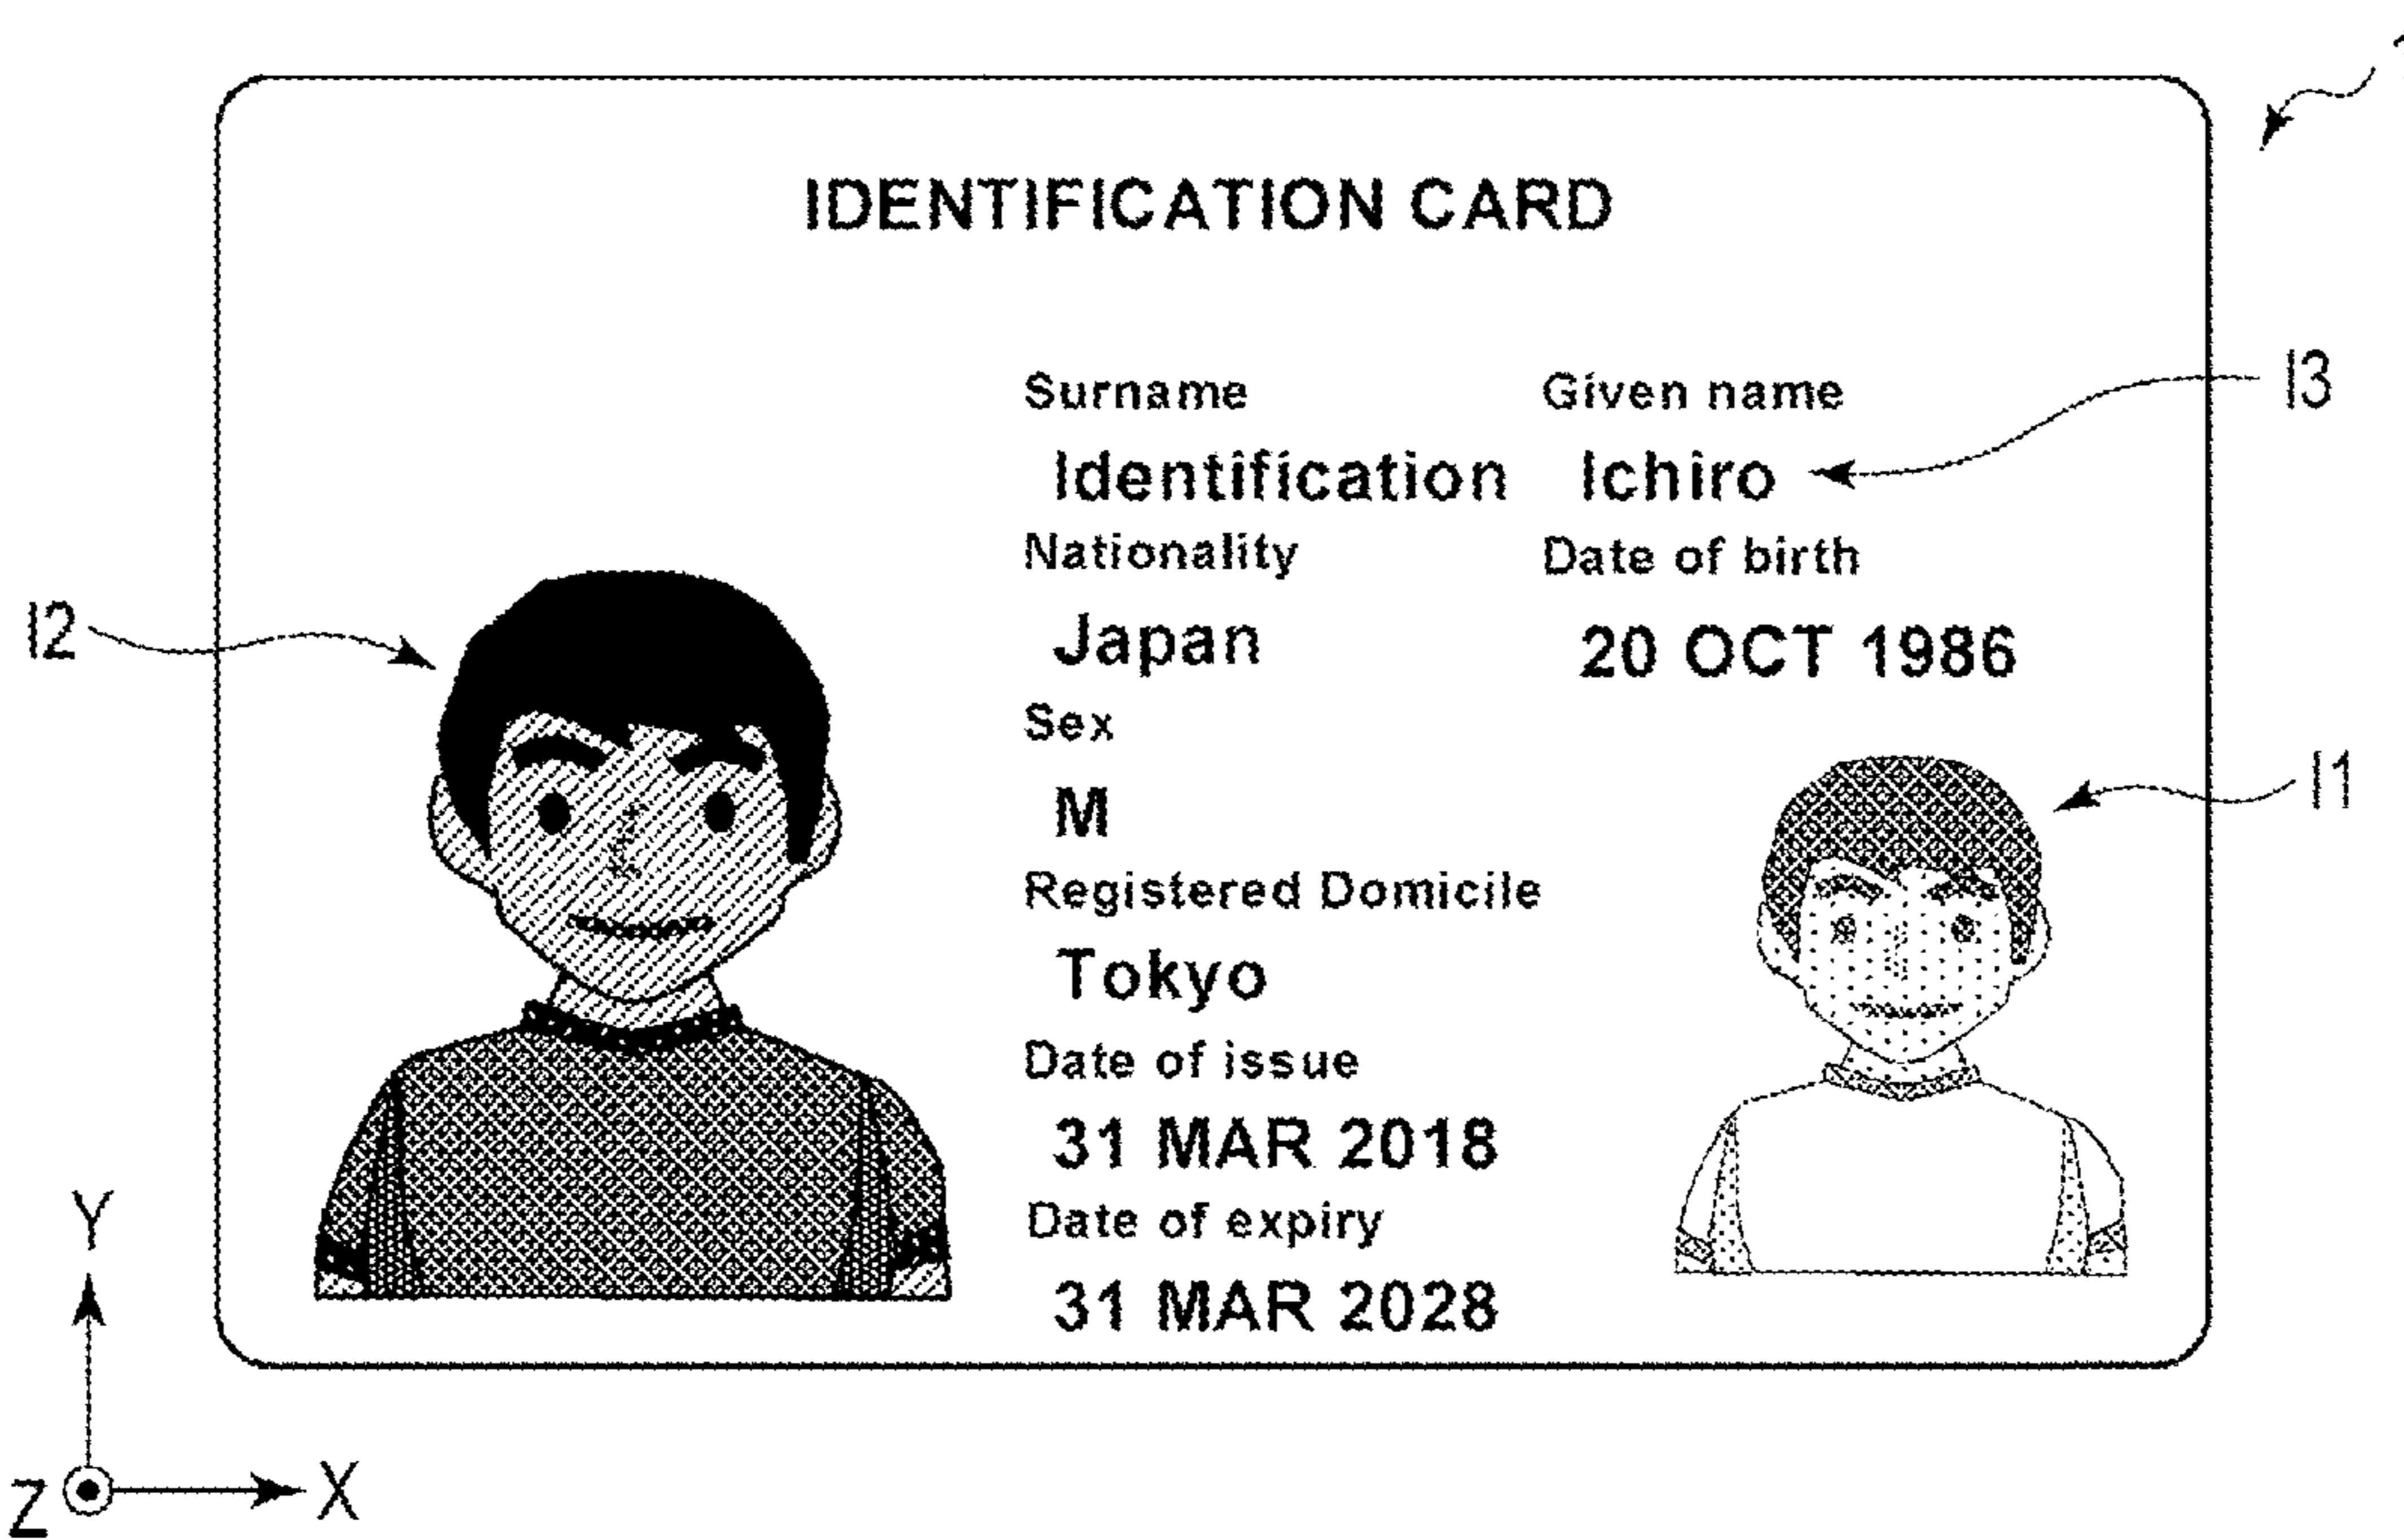 IDENTIFICATION CARD
Surname Given name
I3
Identification Ichiro
Nationality Date of birth
I2
Japan 20 OCT 1986
Sex
M
I1
Registered Domicile
Tokyo
Date of issue
31 MAR 2018
Date of expiry
31 MAR 2028
Y
Z X